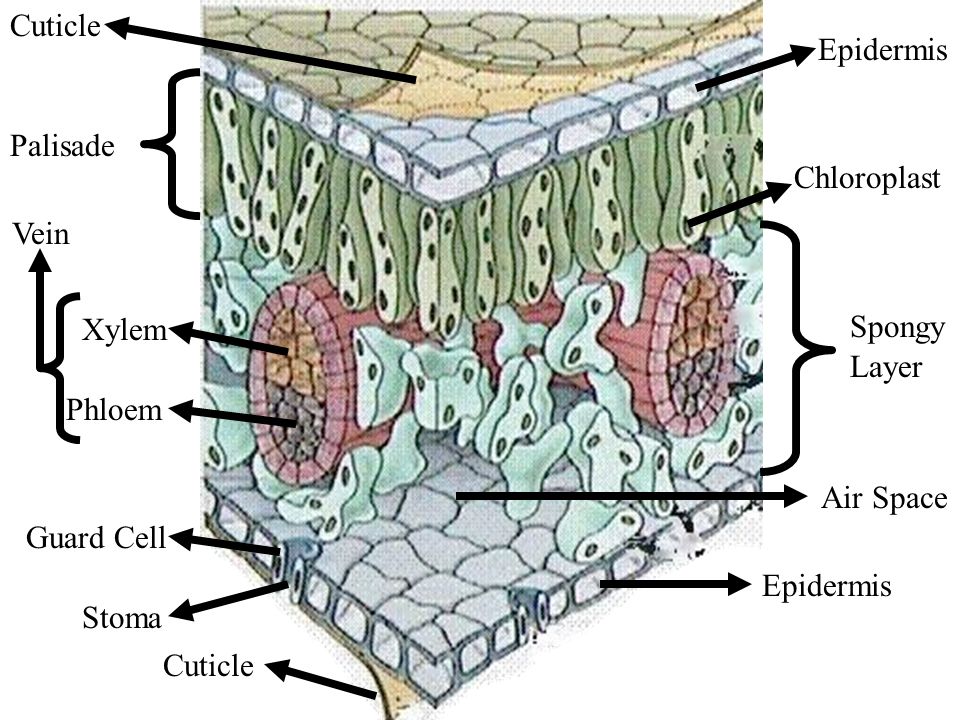 Cuticle
Epidermis
Palisade
Chloroplast
Vein
Xylem
Spongy
Layer
Phloem
Air Space
Guard Cell
Epidermis
Stoma
Cuticle